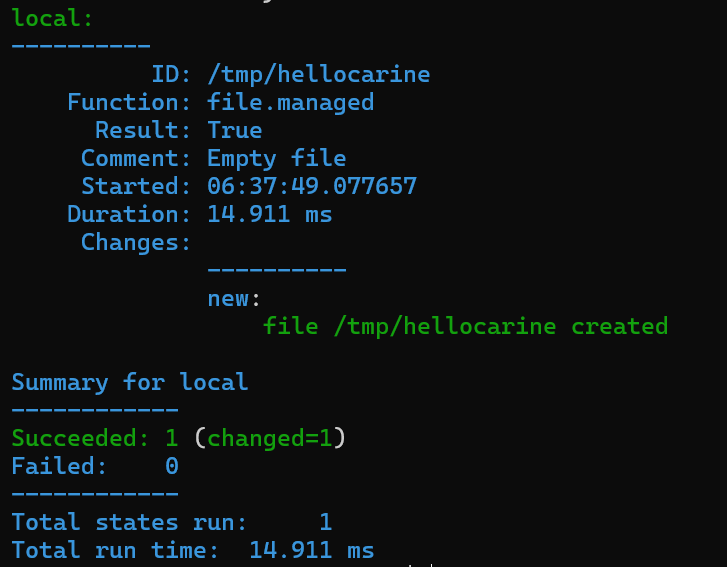 local:
----------
          ID: /tmp/hellocarine
    Function: file.managed
      Result: True
     Comment: Empty file
     Started: 06:37:49.077657
    Duration: 14.911 ms
     Changes:
              ----------
              new:
                  file /tmp/hellocarine created
Summary for local
------------
Succeeded: 1 (changed=1)
Failed:    0
------------
Total states run:     1
Total run time:  14.911 ms